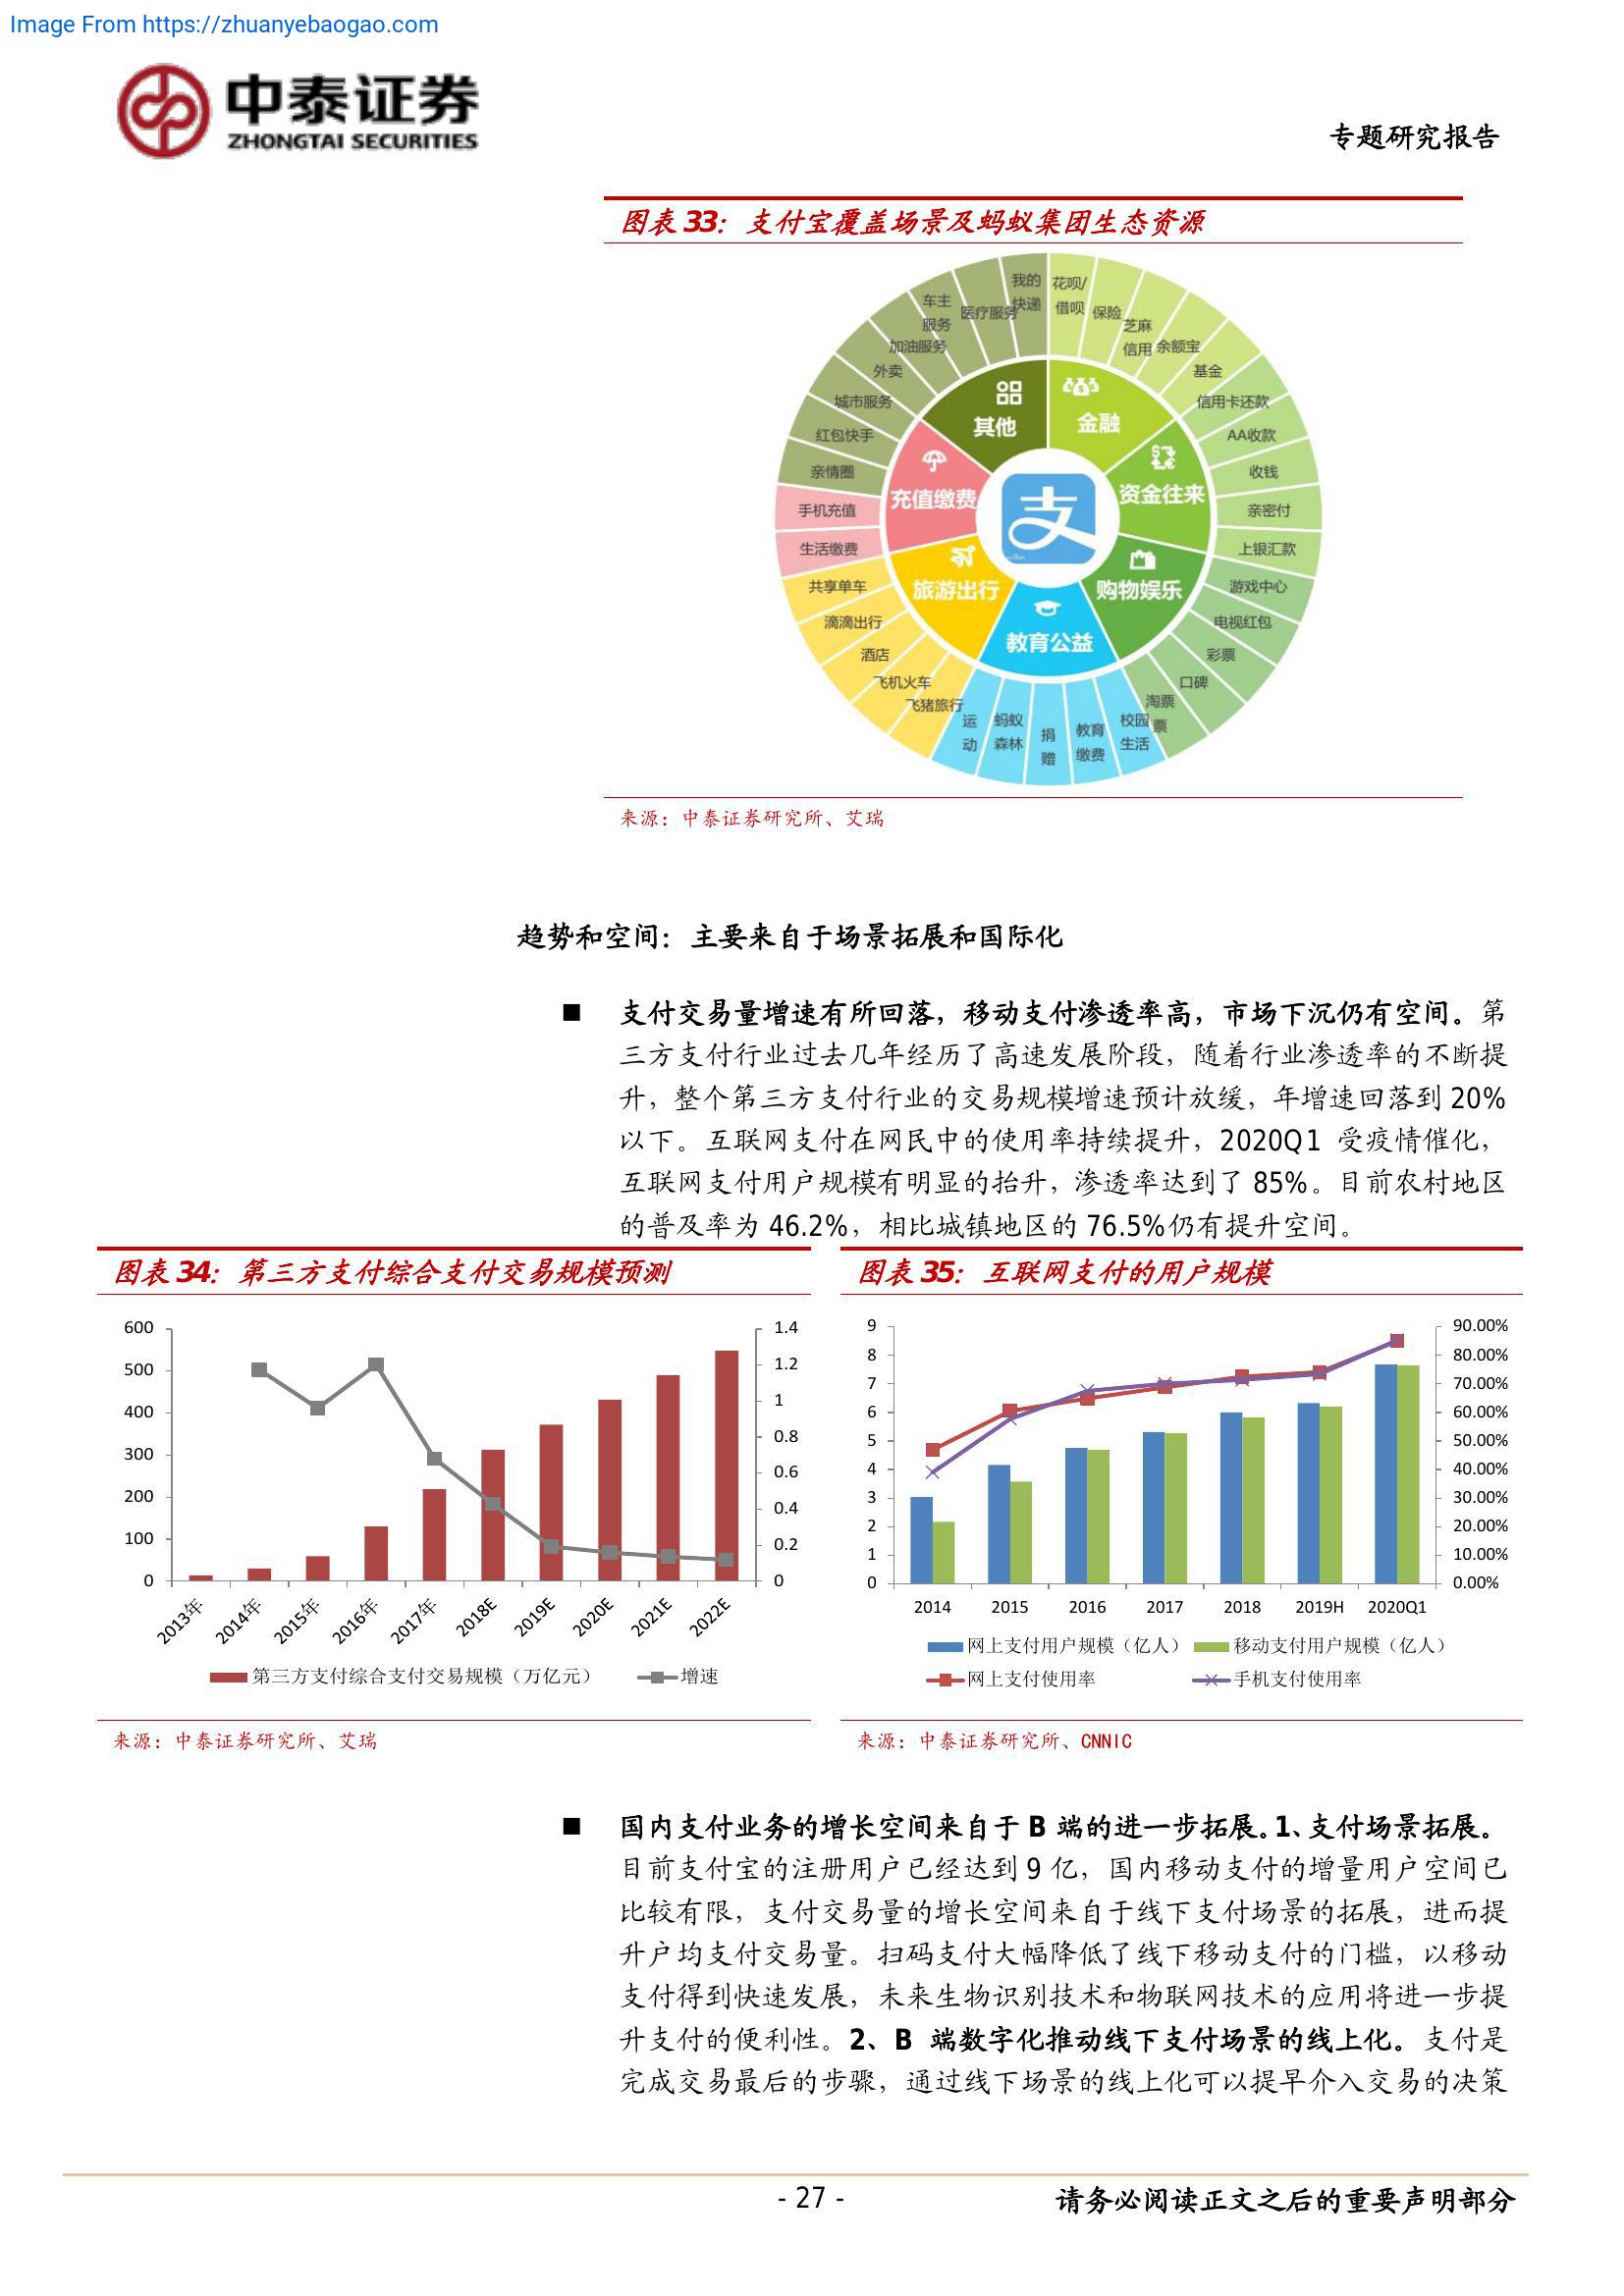 Image From https://zhuanyebaogao.com
中泰证券
ZHONGTAI SECURITIES
专题研究报告
图表 33：支付宝覆盖场景及蚂蚁集团生态资源
我的
快递
花呗/
借呗
保险
芝麻
信用
余额宝
基金
信用卡还款
AA收款
收钱
亲密付
上银汇款
游戏中心
电视红包
彩票
口碑
淘票
票
校园
生活
教育
缴费
捐
赠
蚂蚁
森林
运
动
飞猪旅行
飞机火车
酒店
滴滴出行
共享单车
生活缴费
手机充值
亲情圈
红包快手
城市服务
外卖
加油服务
车主
服务
医疗服务
其他
金融
资金往来
购物娱乐
教育公益
旅游出行
充值缴费
支
来源：中泰证券研究所、艾瑞
趋势和空间：主要来自于场景拓展和国际化
■ 支付交易量增速有所回落，移动支付渗透率高，市场下沉仍有空间。第
三方支付行业过去几年经历了高速发展阶段，随着行业渗透率的不断提
升，整个第三方支付行业的交易规模增速预计放缓，年增速回落到 20%
以下。互联网支付在网民中的使用率持续提升，2020Q1 受疫情催化，
互联网支付用户规模有明显的抬升，渗透率达到了 85%。目前农村地区
的普及率为 46.2%，相比城镇地区的 76.5%仍有提升空间。
图表 34：第三方支付综合支付交易规模预测
600
500
400
300
200
100
0
1.4
1.2
1
0.8
0.6
0.4
0.2
0
2013年 2014年 2015年 2016年 2017年 2018E 2019E 2020E 2021E 2022E
第三方支付综合支付交易规模（万亿元） 增速
来源：中泰证券研究所、艾瑞
图表 35：互联网支付的用户规模
9
8
7
6
5
4
3
2
1
0
90.00%
80.00%
70.00%
60.00%
50.00%
40.00%
30.00%
20.00%
10.00%
0.00%
2014 2015 2016 2017 2018 2019H 2020Q1
网上支付用户规模（亿人） 移动支付用户规模（亿人）
网上支付使用率 手机支付使用率
来源：中泰证券研究所、CNNIC
■ 国内支付业务的增长空间来自于 B 端的进一步拓展。1、支付场景拓展。
目前支付宝的注册用户已经达到 9 亿，国内移动支付的增量用户空间已
比较有限，支付交易量的增长空间来自于线下支付场景的拓展，进而提
升户均支付交易量。扫码支付大幅降低了线下移动支付的门槛，以移动
支付得到快速发展，未来生物识别技术和物联网技术的应用将进一步提
升支付的便利性。2、B 端数字化推动线下支付场景的线上化。支付是
完成交易最后的步骤，通过线下场景的线上化可以提早介入交易的决策
- 27 -
请务必阅读正文之后的重要声明部分